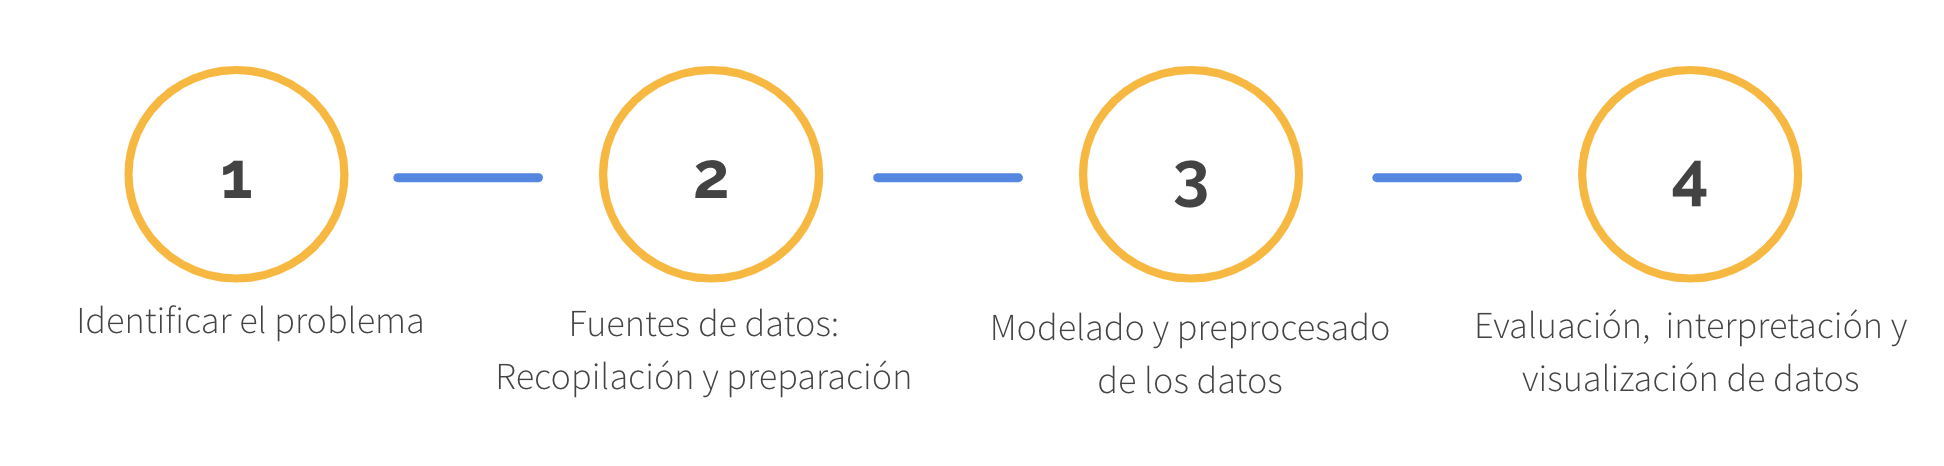 1
2
3
4
Identificar el problema
Fuentes de datos:
Recopilación y preparación
Modelado y preprocesado
de los datos
Evaluación,  interpretación y
visualización de datos